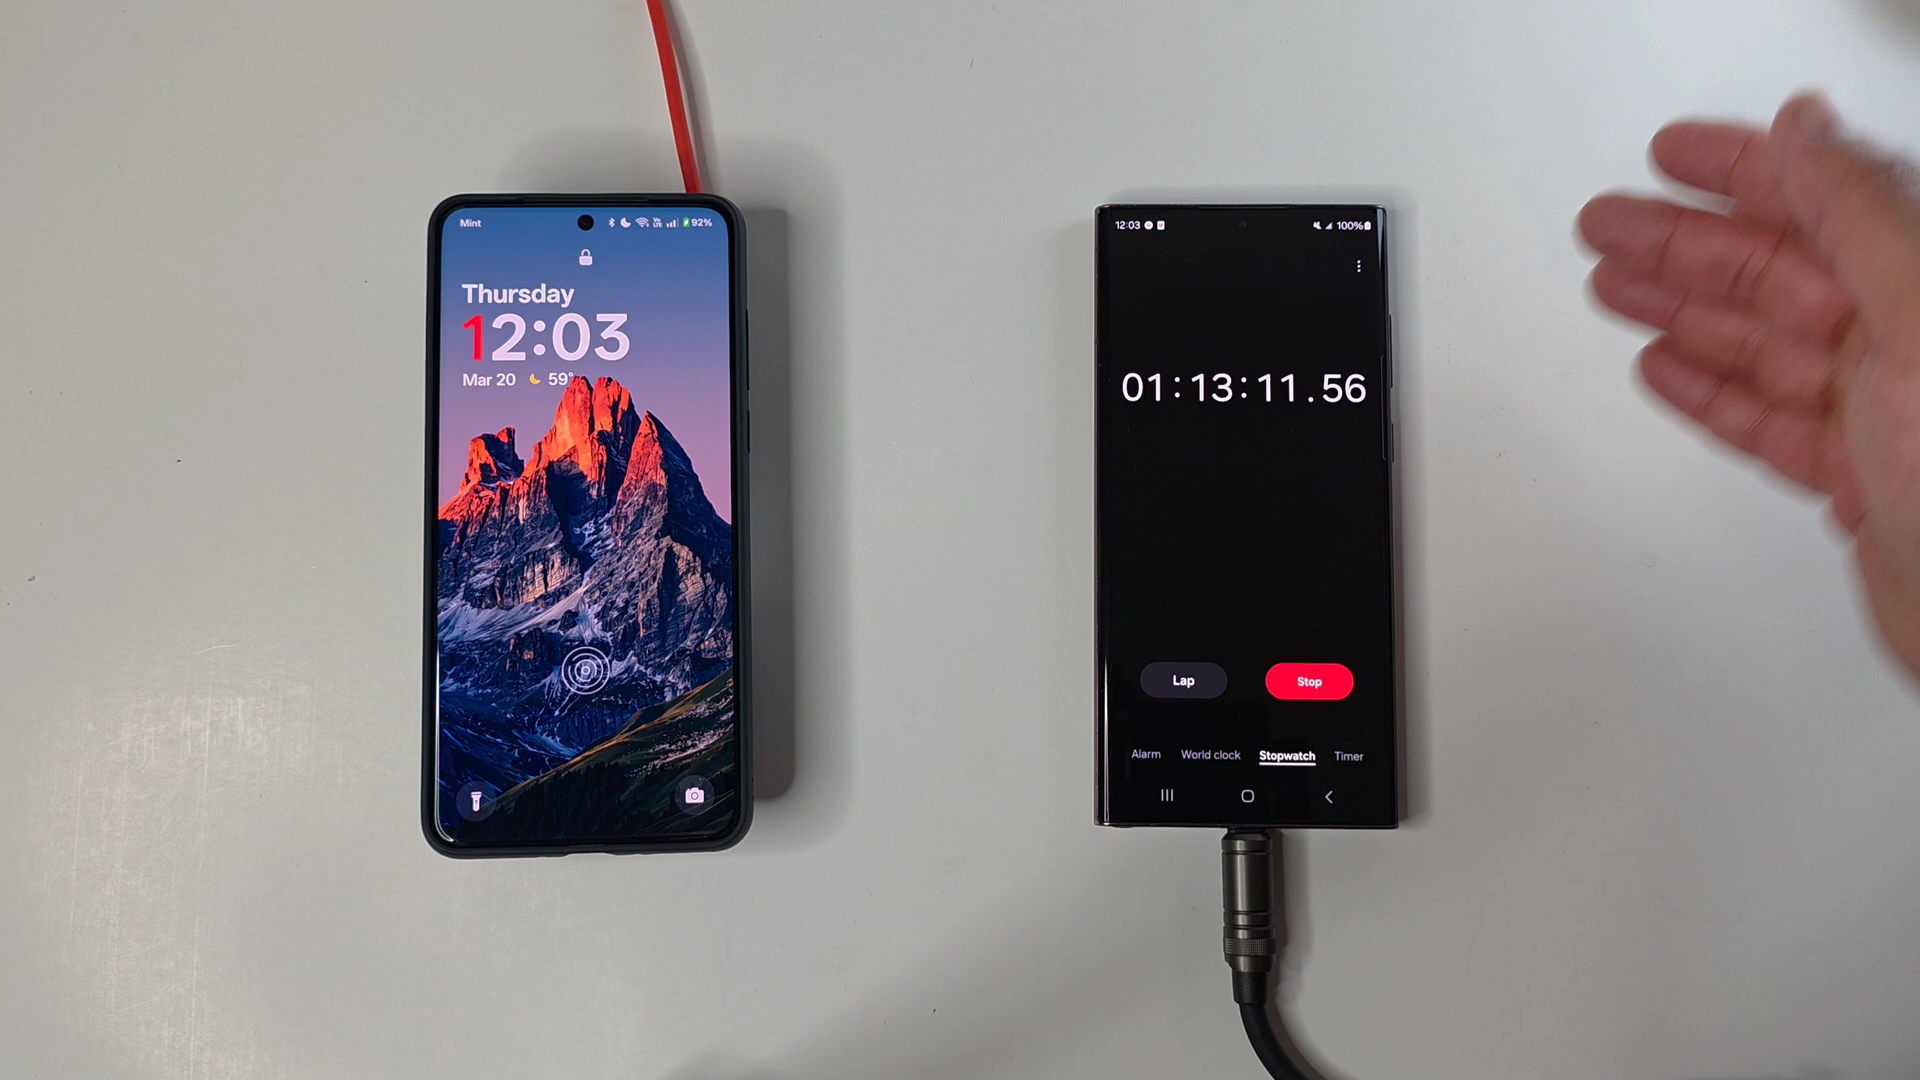 Mint
92%
Thursday
12:03
Mar 20 59°
12:03
100%
01:13:11.56
Lap
Stop
Alarm World clock Stopwatch Timer